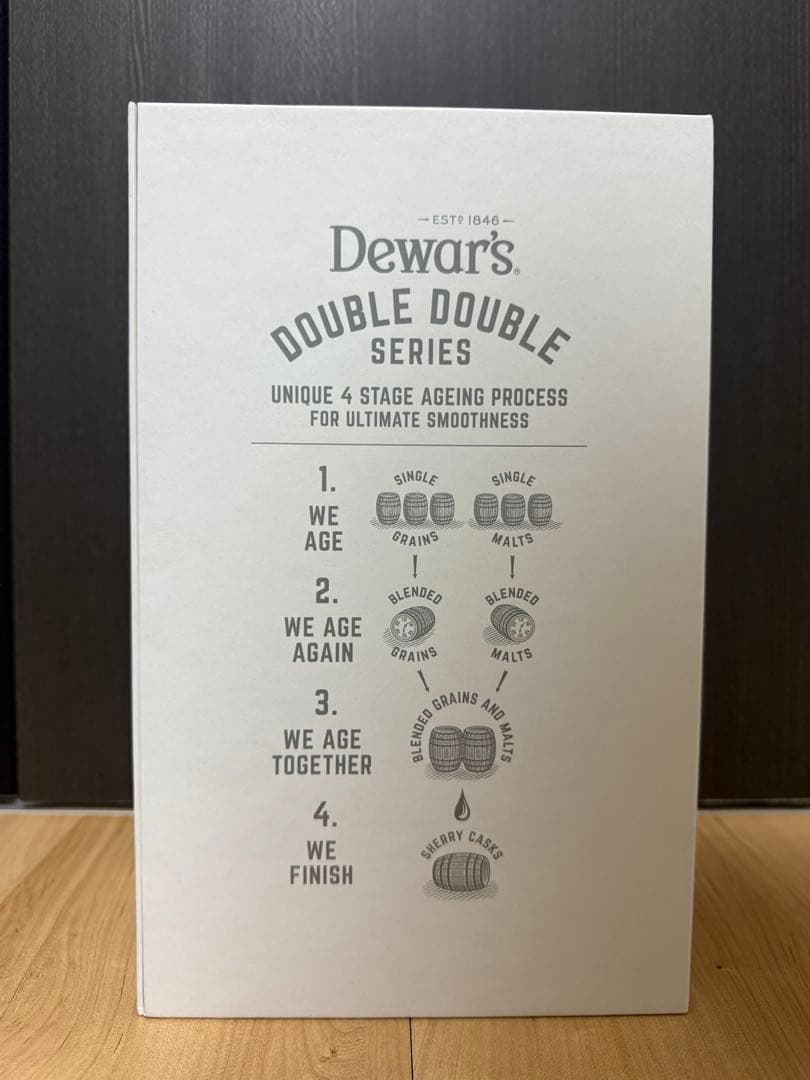 ESTD 1846
Dewar's®
DOUBLE DOUBLE
SERIES
UNIQUE 4 STAGE AGEING PROCESS
FOR ULTIMATE SMOOTHNESS
1.
WE
AGE
SINGLE
GRAINS
SINGLE
MALTS
2.
WE AGE
AGAIN
BLENDED
GRAINS
BLENDED
MALTS
3.
WE AGE
TOGETHER
BLENDED GRAINS AND MALTS
4.
WE
FINISH
SHERRY CASKS